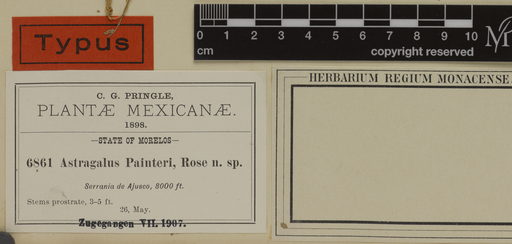 Typus
0 1 2 3 4 5 6 7 8 9 10
cm
copyright reserved
C. G. PRINGLE,
PLANTÆ MEXICANÆ.
1898.
—STATE OF MORELOS—
6861 Astragalus Painteri, Rose n. sp.
Serrania de Ajusco, 8000 ft.
Stems prostrate, 3–5 ft.
26, May.
Zugegangen VII. 1907.
HERBARIUM REGIUM MONACENSE.